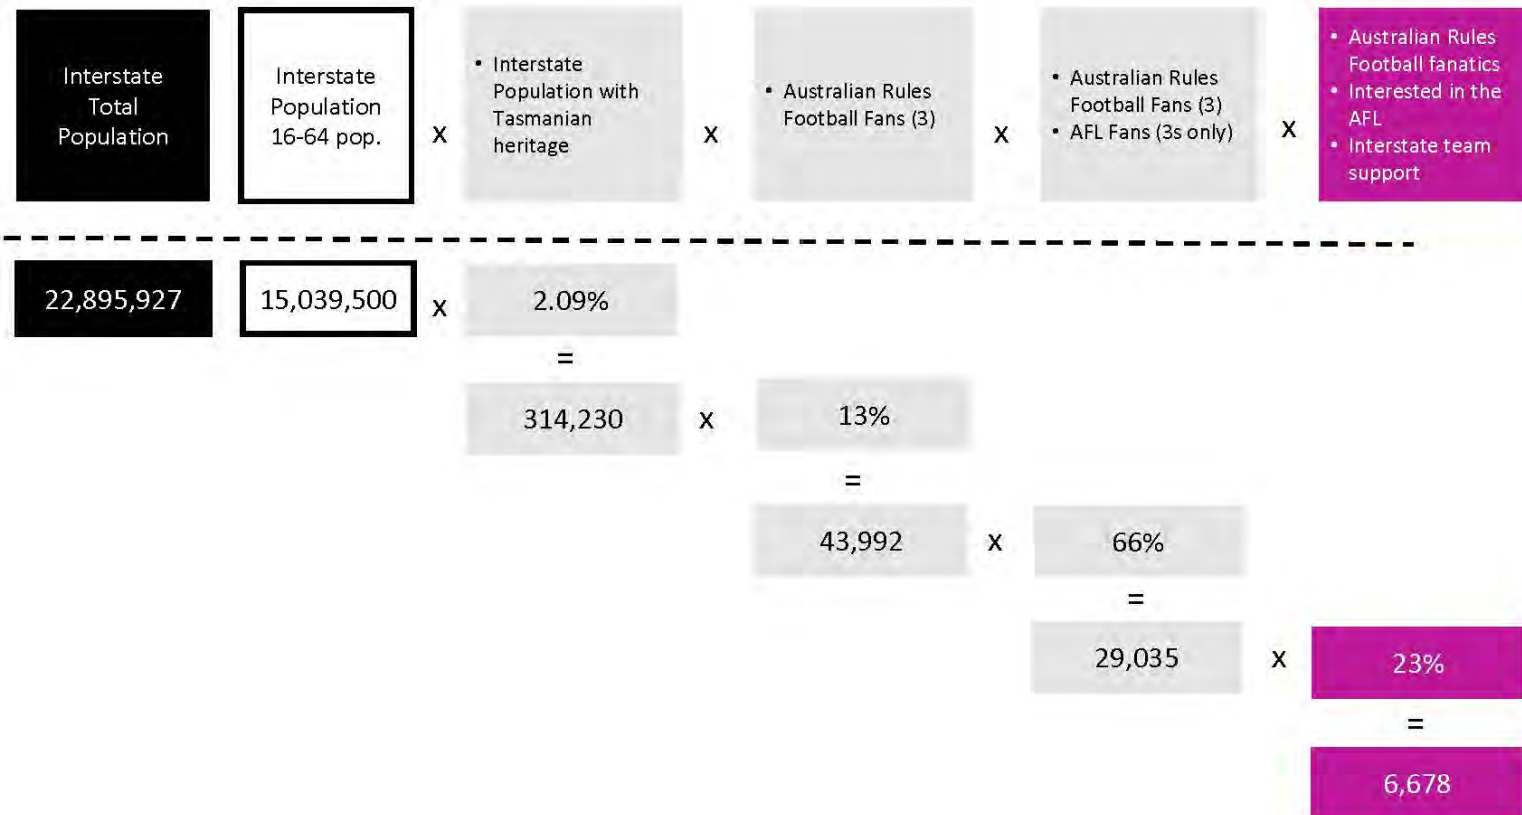 Interstate
Total
Population
Interstate
Population
16-64 pop.
x
• Interstate
Population with
Tasmanian
heritage
x
• Australian Rules
Football Fans (3)
x
• Australian Rules
Football Fans (3)
• AFL Fans (3s only)
x
• Australian Rules
Football fanatics
• Interested in the
AFL
• Interstate team
support
22,895,927
15,039,500
x
2.09%
=
314,230
x
13%
=
43,992
x
66%
=
29,035
x
23%
=
6,678